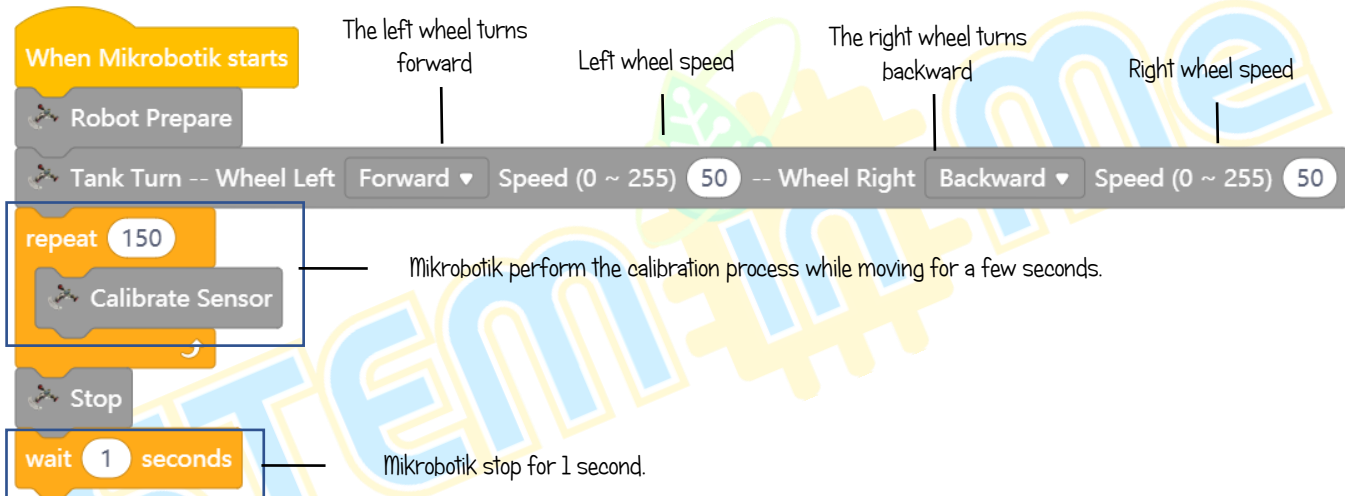 The left wheel turns
forward
Left wheel speed
The right wheel turns
backward
Right wheel speed
When Mikrobotik starts
Robot Prepare
Tank Turn -- Wheel Left Forward ▼ Speed (0 ~ 255) 50 -- Wheel Right Backward ▼ Speed (0 ~ 255) 50
repeat 150
Mikrobotik perform the calibration process while moving for a few seconds.
Calibrate Sensor
Stop
wait 1 seconds
Mikrobotik stop for 1 second.
STEM in me